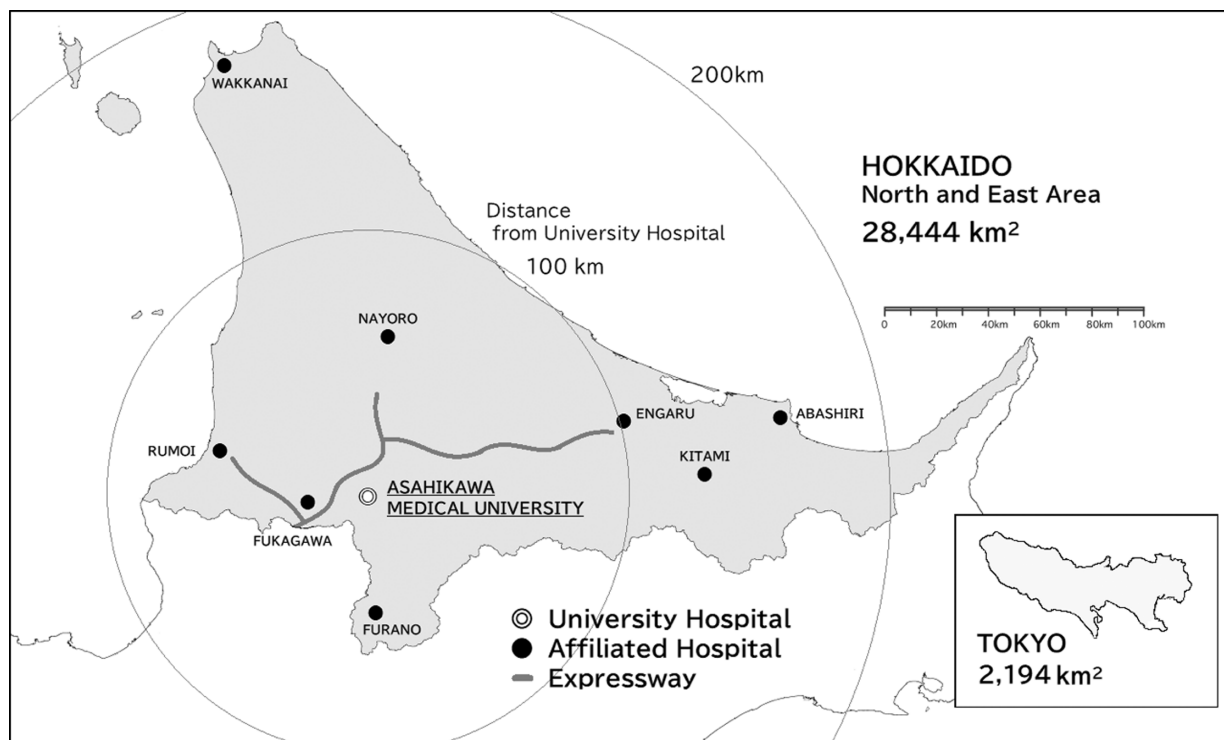 WAKKANAI
200km
HOKKAIDO
North and East Area
28,444 km²
Distance
from University Hospital
100 km
0 20km 40km 60km 80km 100km
NAYORO
ENGARU
ABASHIRI
RUMOI
KITAMI
ASAHIKAWA
MEDICAL UNIVERSITY
FUKAGAWA
FURANO
University Hospital
Affiliated Hospital
Expressway
TOKYO
2,194 km²